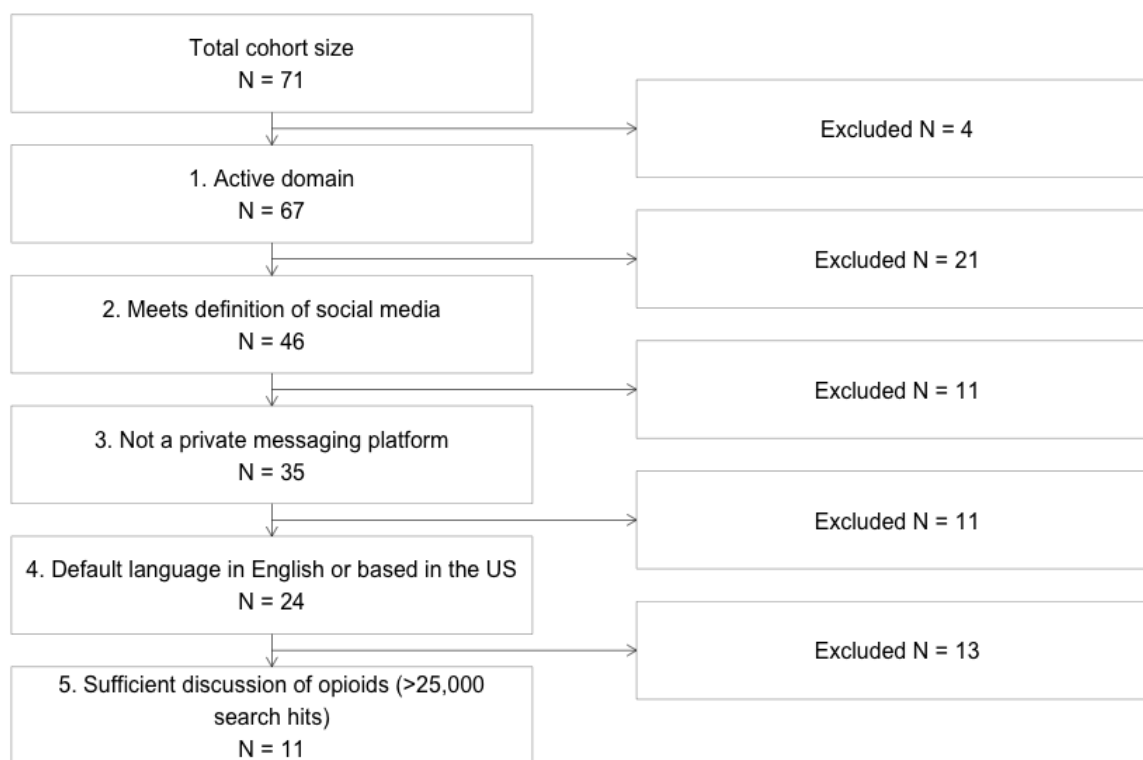 Total cohort size
N = 71
Excluded N = 4
1. Active domain
N = 67
Excluded N = 21
2. Meets definition of social media
N = 46
Excluded N = 11
3. Not a private messaging platform
N = 35
Excluded N = 11
4. Default language in English or based in the US
N = 24
Excluded N = 13
5. Sufficient discussion of opioids (>25,000
search hits)
N = 11